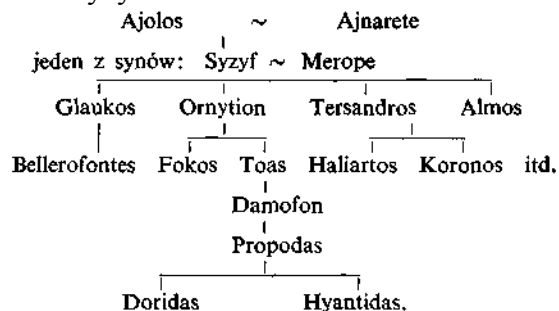 Ajolos ~ Ajnarete
jeden z synów: Syzyf ~ Merope
Glaukos Ornytion Tersandros Almos
Bellerofontes Fokos Toas Haliartos Koronos itd.
Damofon
Propodas
Doridas Hyantidas.